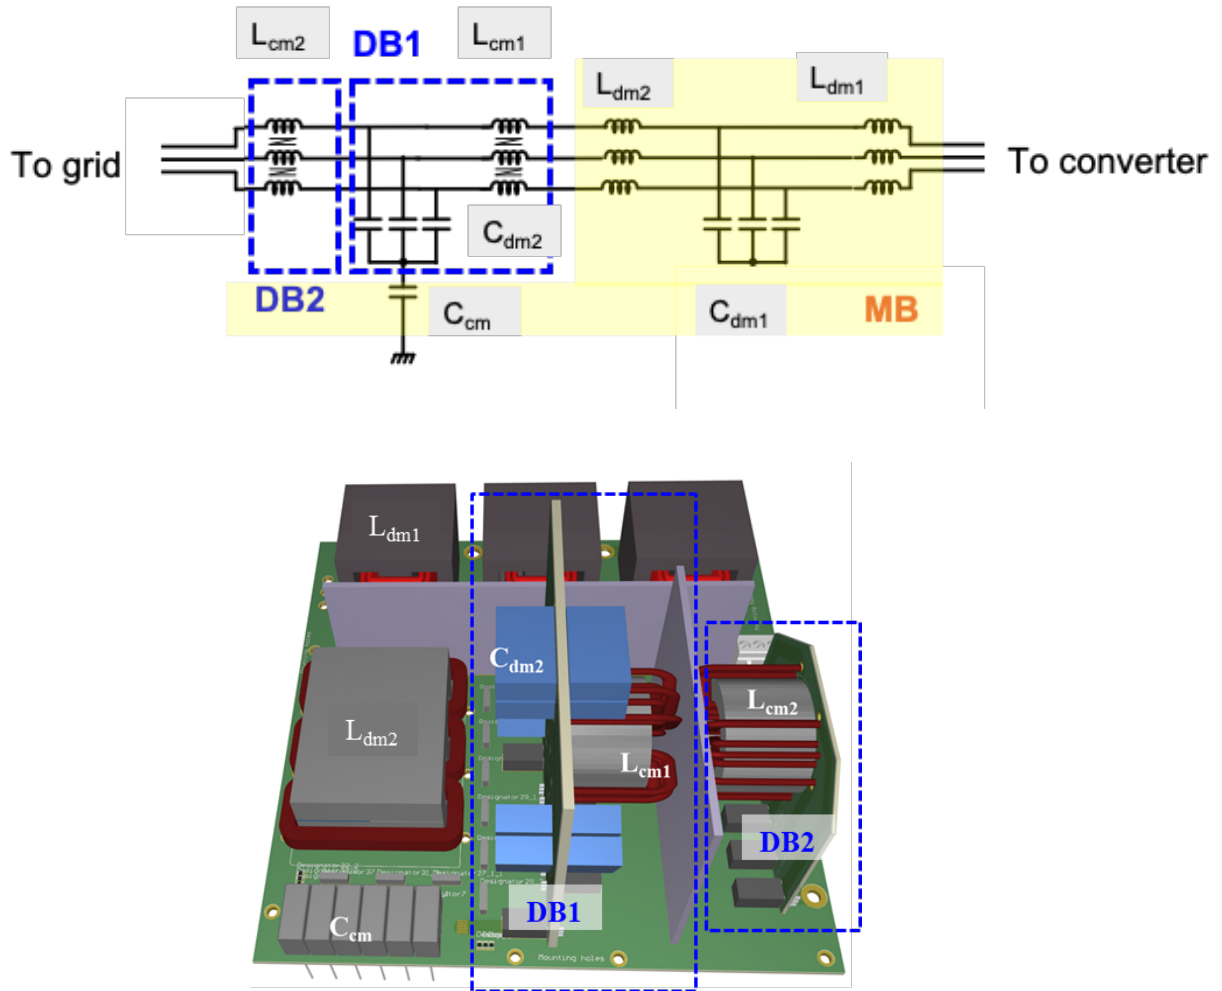 Lcm2
DB1
Lcm1
Ldm2
Ldm1
To grid
To converter
Cdm2
DB2
Ccm
Cdm1
MB
Ldm1
Cdm2
Lcm2
Ldm2
Lcm1
DB2
DB1
Ccm
Mounting holes